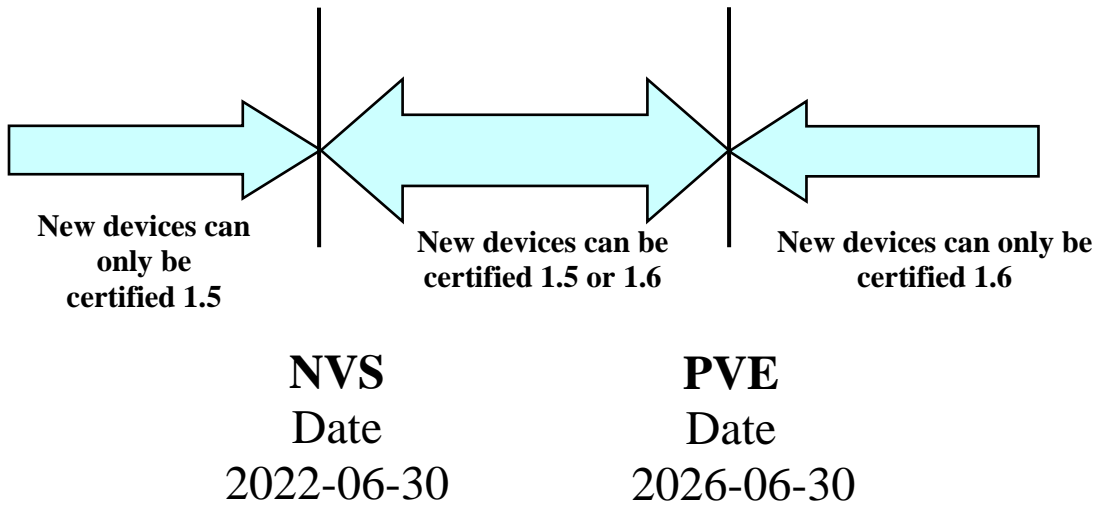 New devices can
only be
certified 1.5
New devices can be
certified 1.5 or 1.6
New devices can only be
certified 1.6
NVS
Date
2022-06-30
PVE
Date
2026-06-30